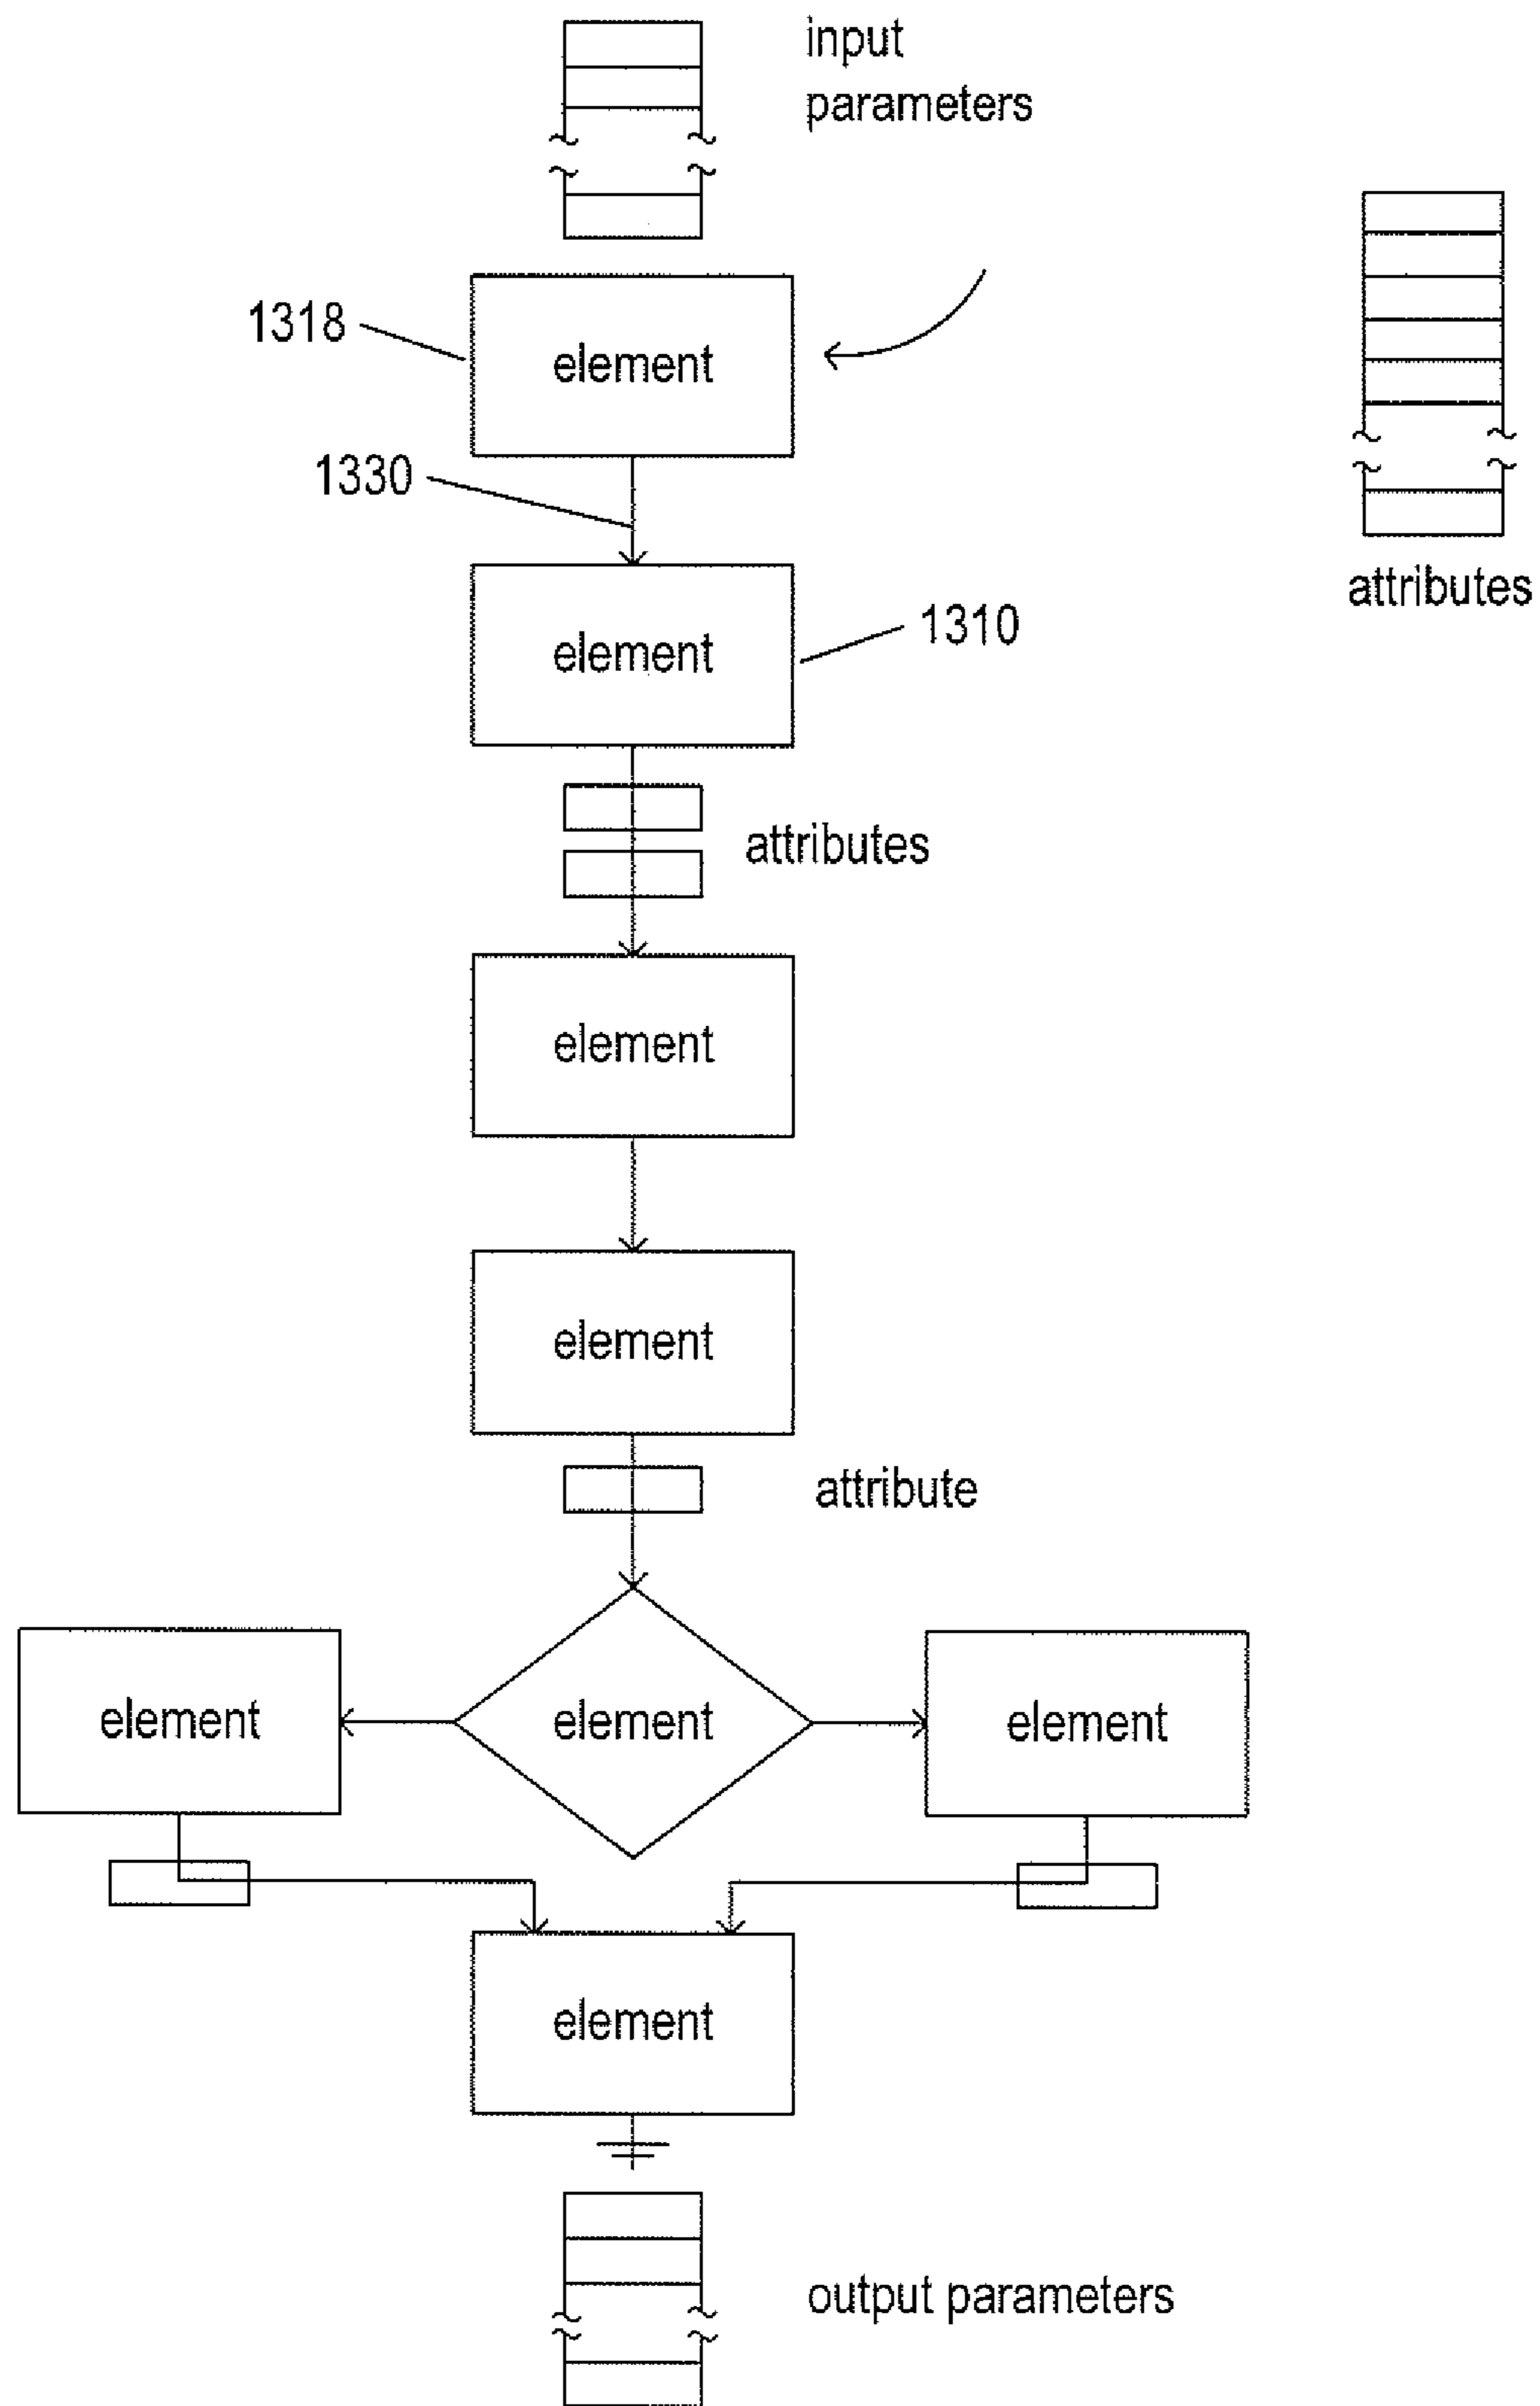 input
parameters
1318
element
1330
element
1310
attributes
attributes
element
element
attribute
element
element
element
element
output parameters